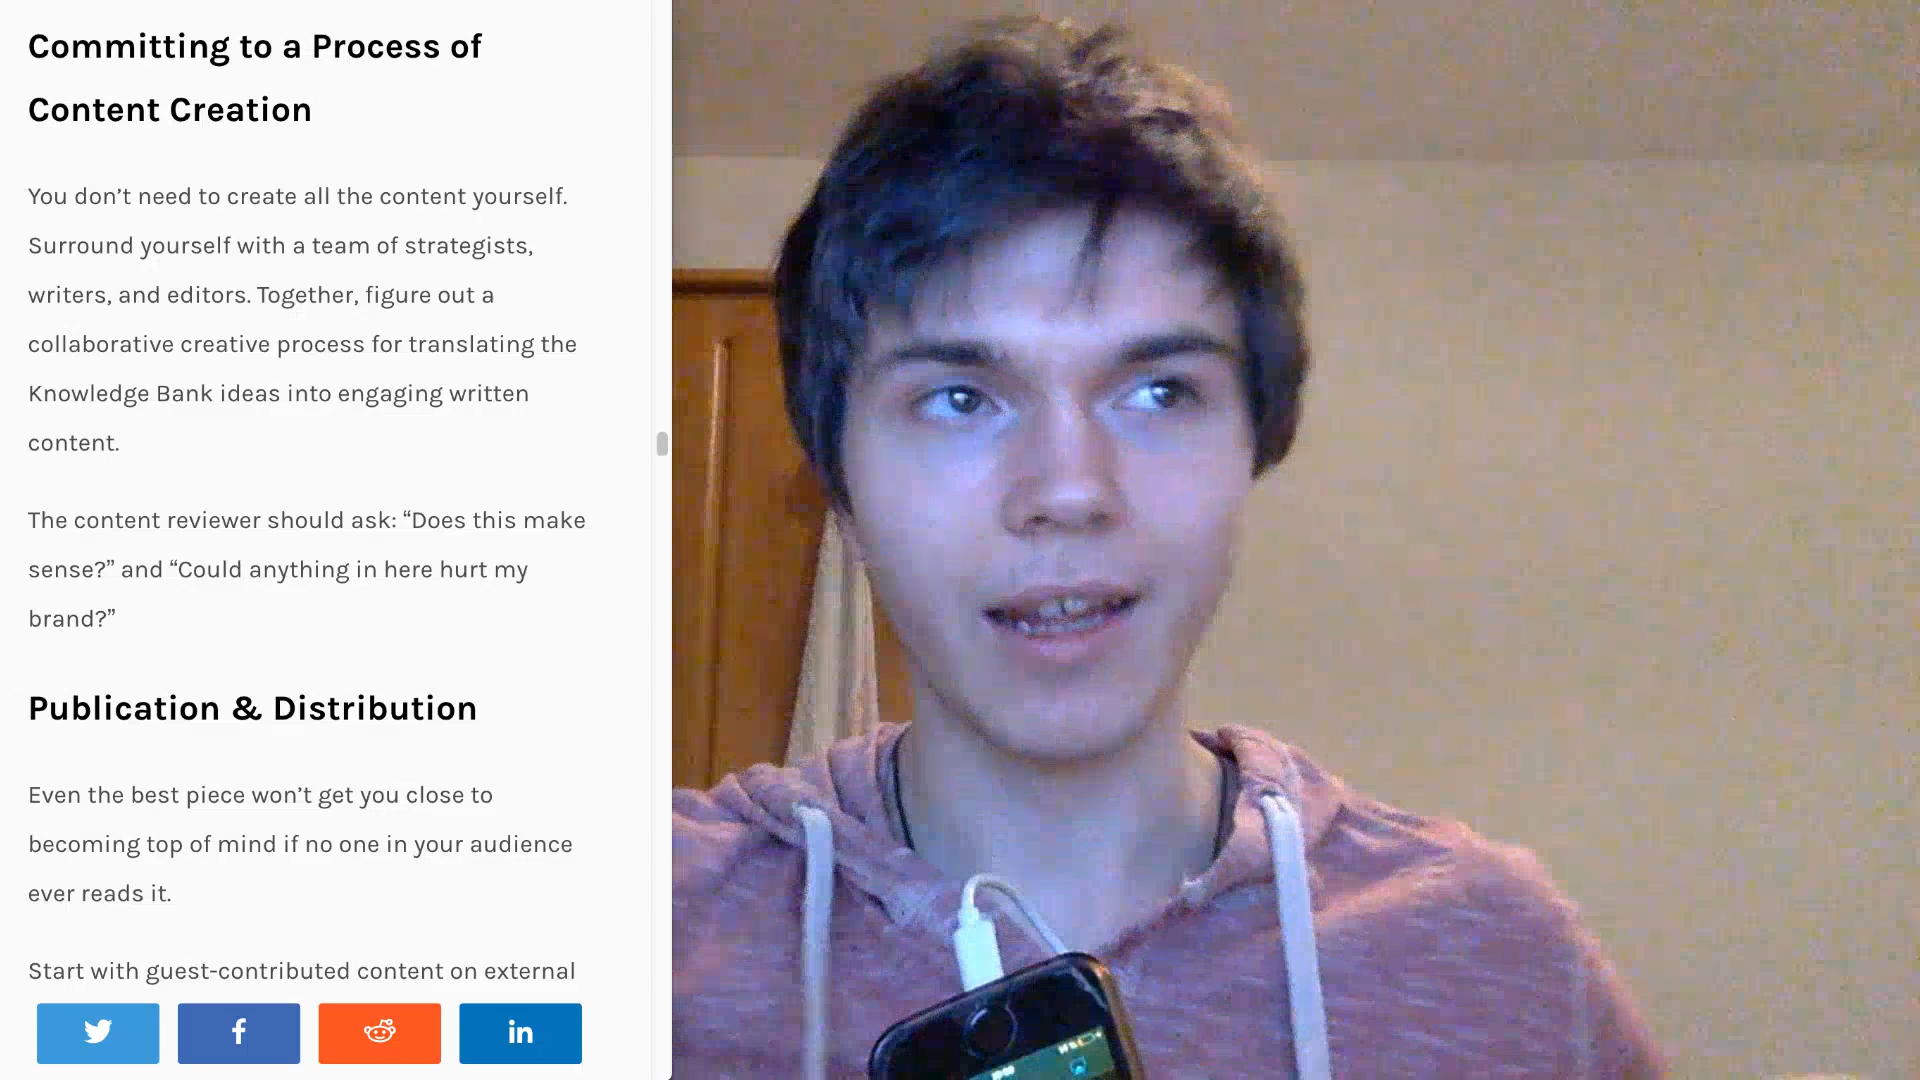 Committing to a Process of
Content Creation
You don’t need to create all the content yourself.
Surround yourself with a team of strategists,
writers, and editors. Together, figure out a
collaborative creative process for translating the
Knowledge Bank ideas into engaging written
content.
The content reviewer should ask: “Does this make
sense?” and “Could anything in here hurt my
brand?”
Publication & Distribution
Even the best piece won’t get you close to
becoming top of mind if no one in your audience
ever reads it.
Start with guest-contributed content on external